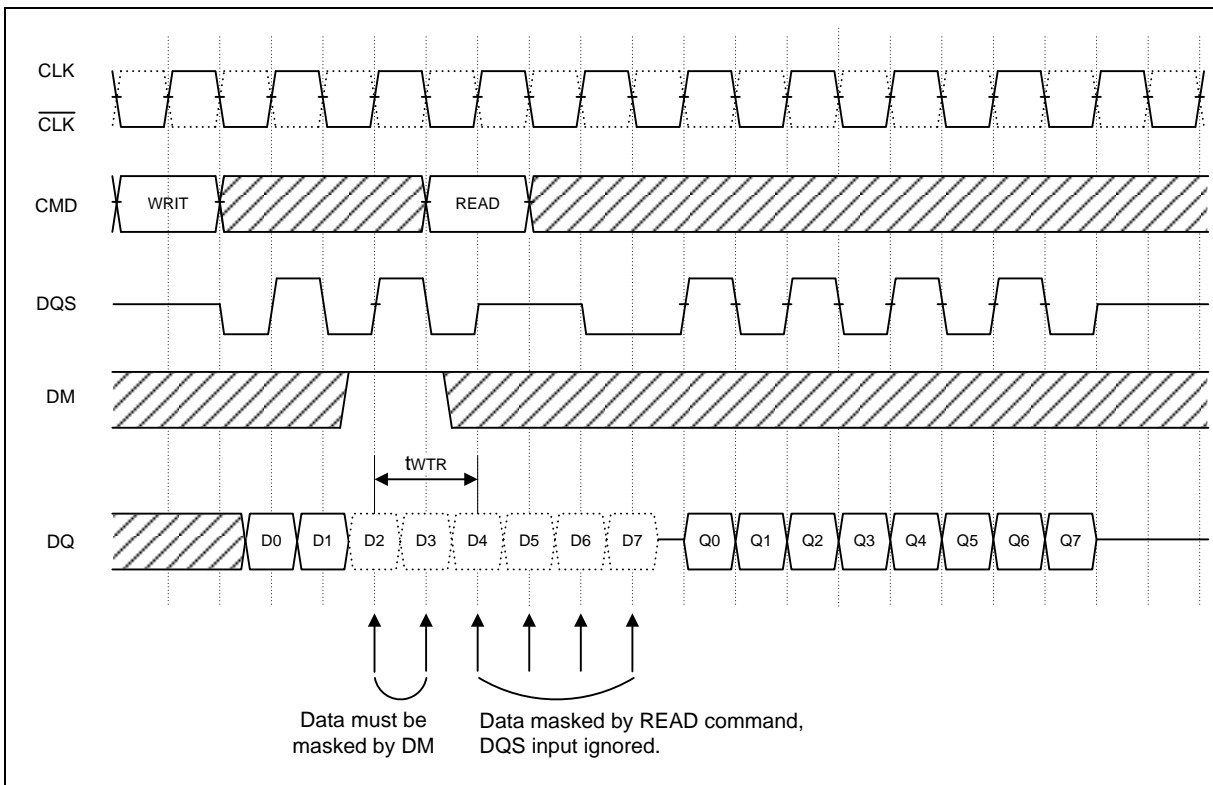 CLK
CLK
CMD WRIT READ
DQS
DM
tWTR
DQ D0 D1 D2 D3 D4 D5 D6 D7 Q0 Q1 Q2 Q3 Q4 Q5 Q6 Q7
Data must be
masked by DM
Data masked by READ command,
DQS input ignored.